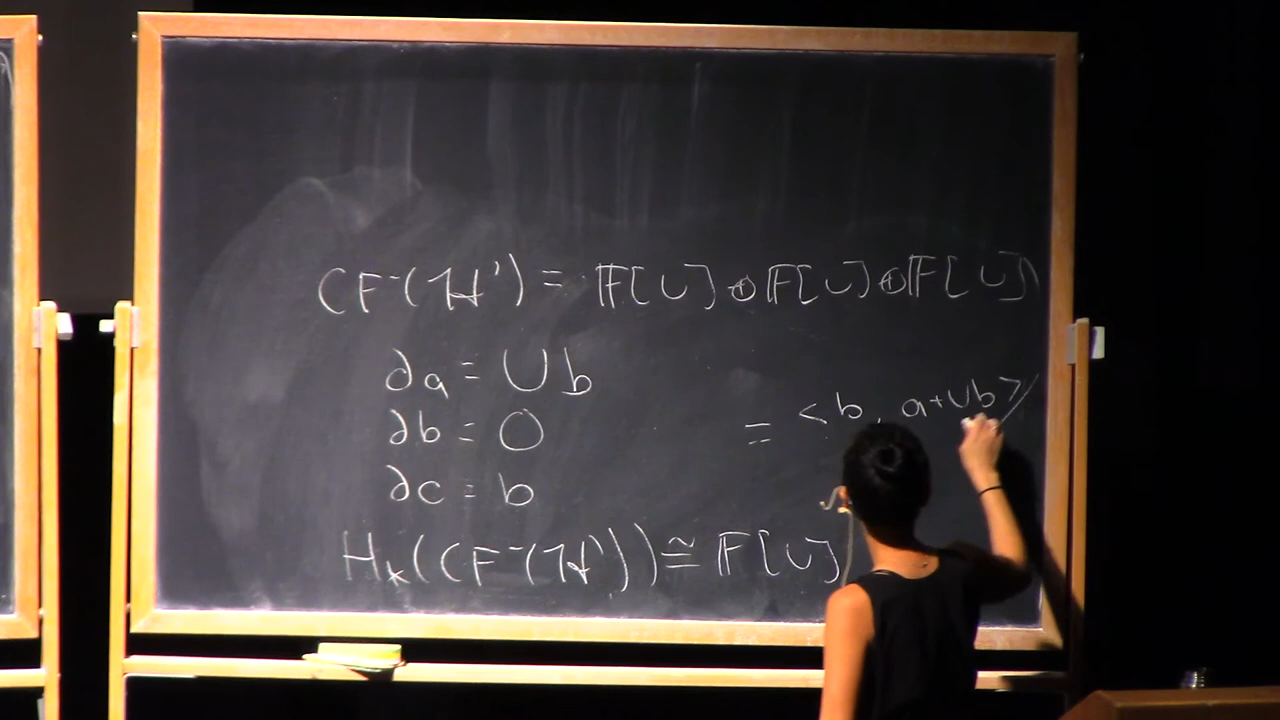 CF⁻(H') = F[U] ⊕ F[U] ⊕ F[U]
∂a = Ub
∂b = 0
= <b, a+Ub>/
∂c = b
H_*(CF⁻(H')) ≅ F[U]